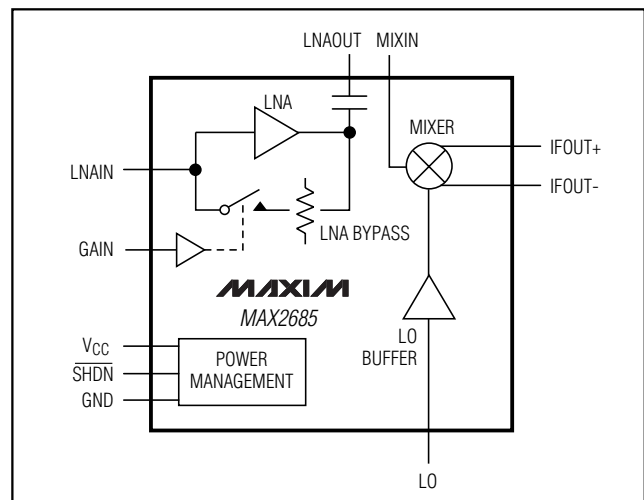 LNAOUT MIXIN
LNA
MIXER
IFOUT+
LNAIN
IFOUT-
LNA BYPASS
GAIN
MAXIM
MAX2685
LO
BUFFER
VCC
SHDN
GND
POWER
MANAGEMENT
LO